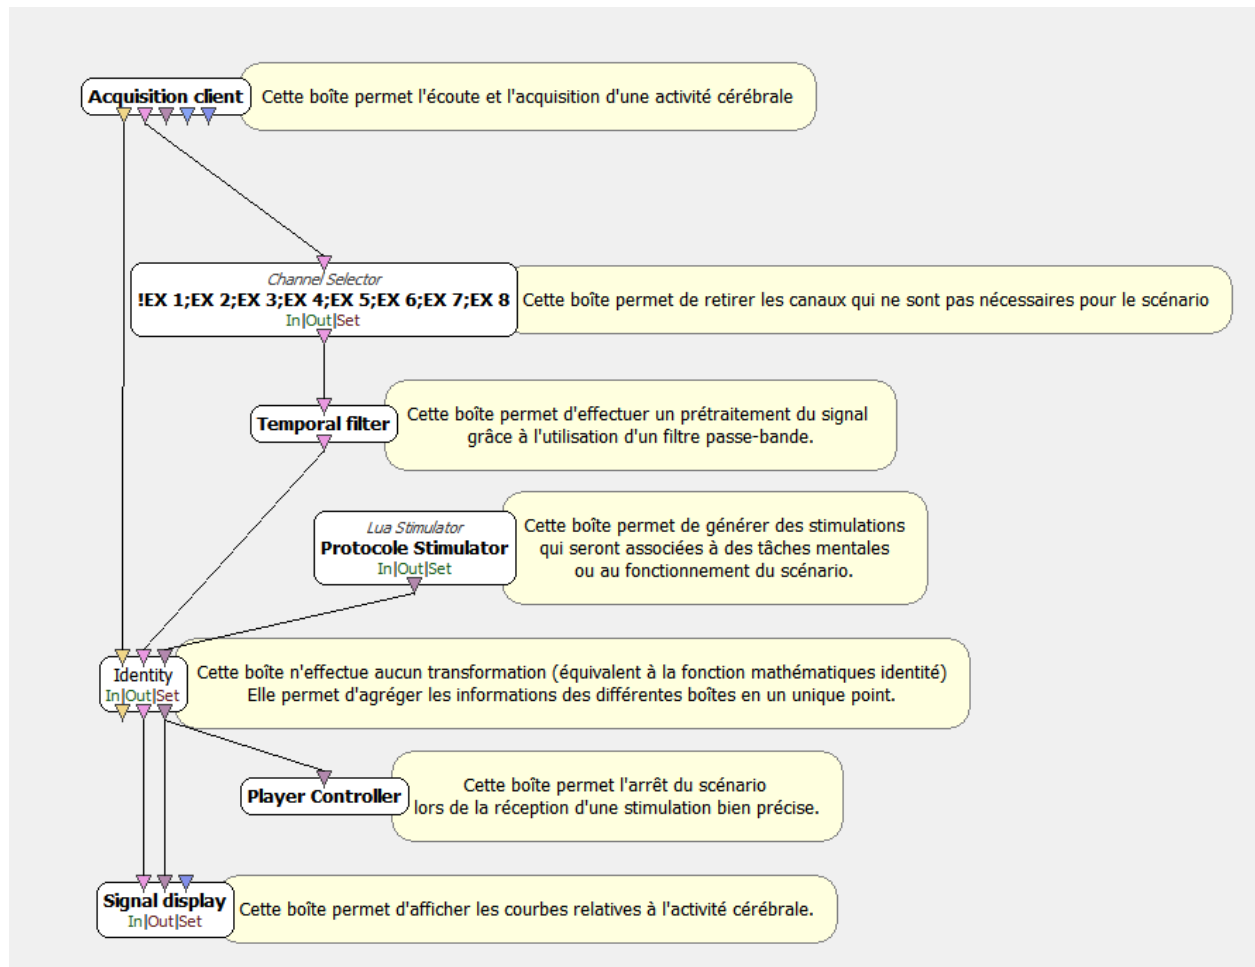 Acquisition client
Cette boîte permet l'écoute et l'acquisition d'une activité cérébrale
Channel Selector
!EX 1;EX 2;EX 3;EX 4;EX 5;EX 6;EX 7;EX 8
In|Out|Set
Cette boîte permet de retirer les canaux qui ne sont pas nécessaires pour le scénario
Temporal filter
Cette boîte permet d'effectuer un prétraitement du signal
grâce à l'utilisation d'un filtre passe-bande.
Lua Stimulator
Protocole Stimulator
In|Out|Set
Cette boîte permet de générer des stimulations
qui seront associées à des tâches mentales
ou au fonctionnement du scénario.
Identity
In|Out|Set
Cette boîte n'effectue aucun transformation (équivalent à la fonction mathématiques identité)
Elle permet d'agréger les informations des différentes boîtes en un unique point.
Player Controller
Cette boîte permet l'arrêt du scénario
lors de la réception d'une stimulation bien précise.
Signal display
In|Out|Set
Cette boîte permet d'afficher les courbes relatives à l'activité cérébrale.